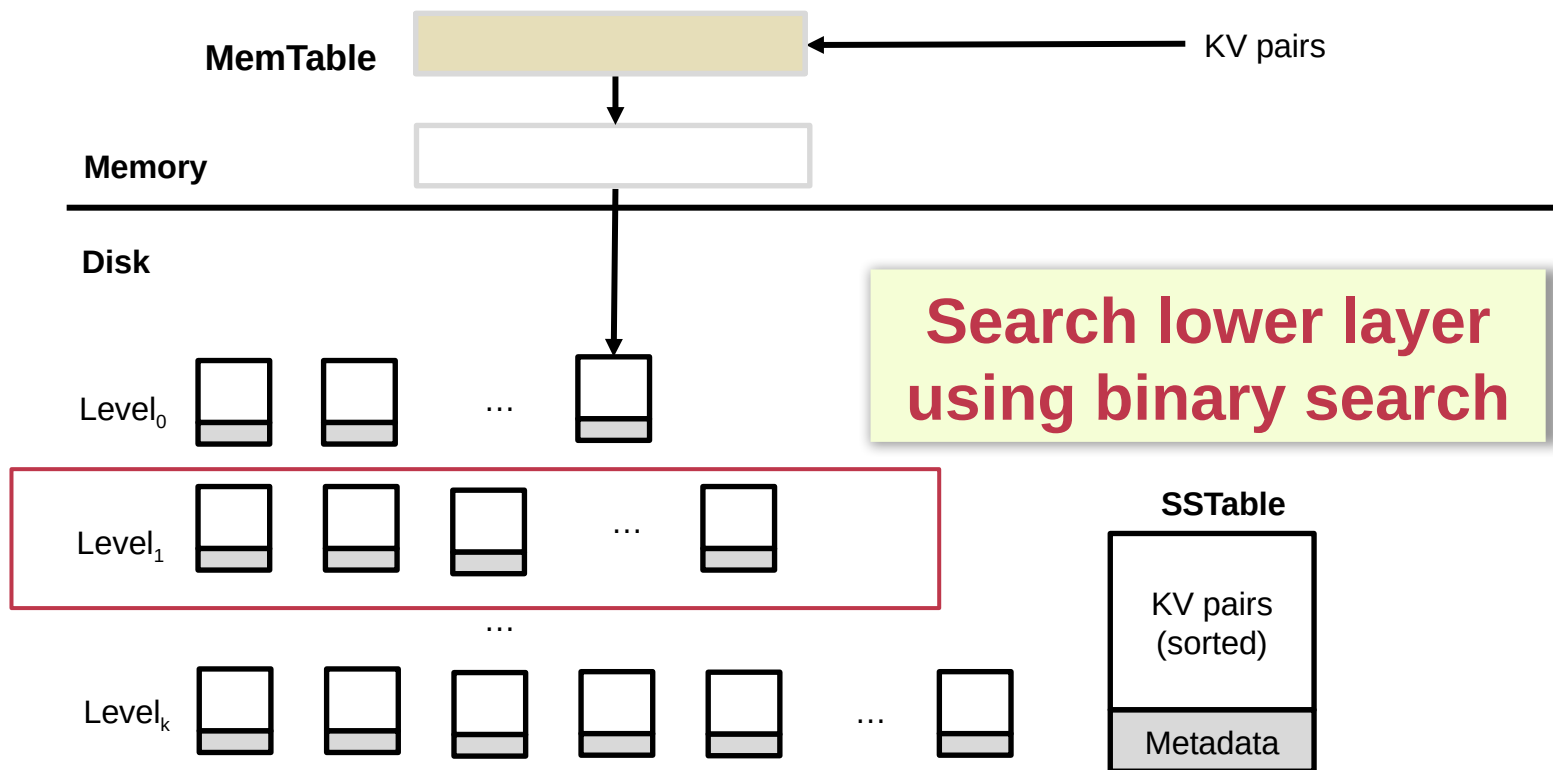 MemTable
KV pairs
Memory
Disk
Search lower layer
using binary search
Level₀
...
Level₁
...
SSTable
KV pairs
(sorted)
...
Levelₖ
...
Metadata